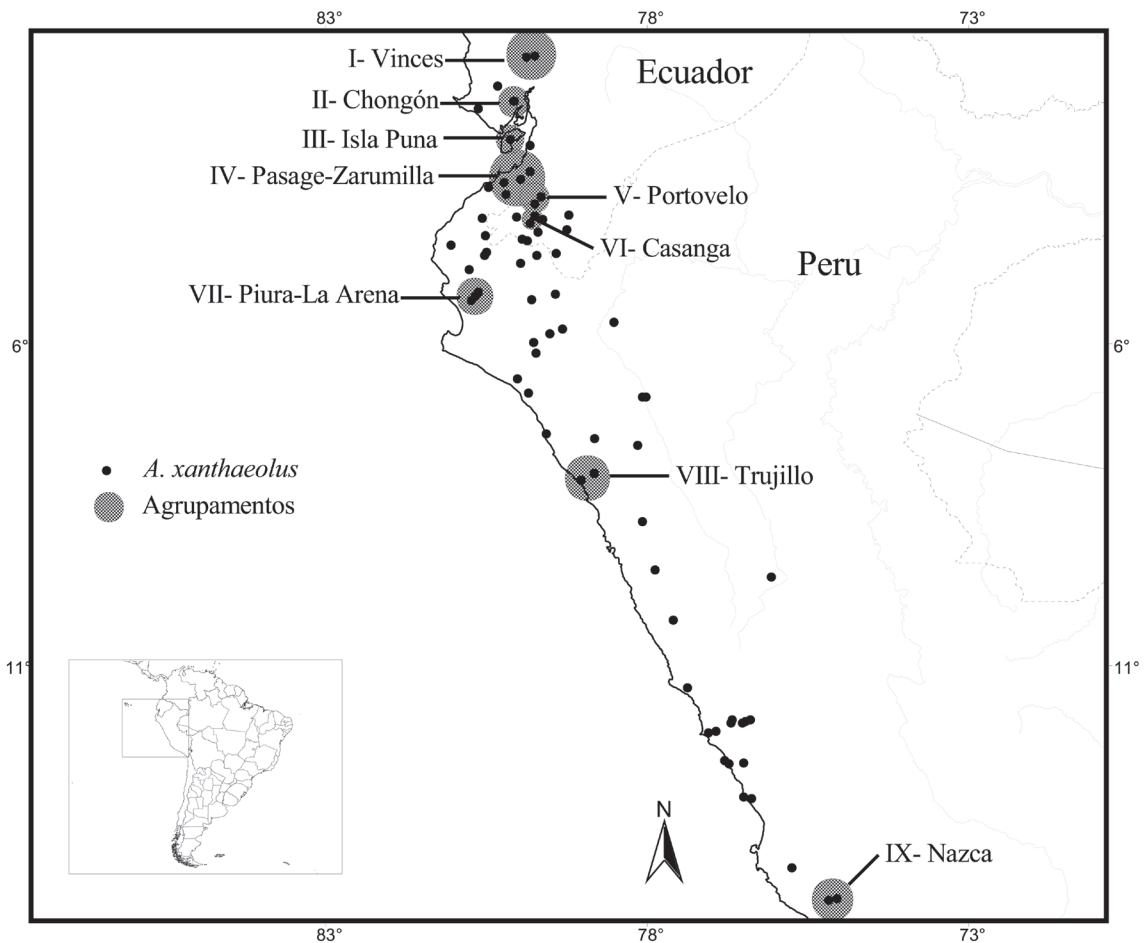 83°
78°
73°
I- Vinces
Ecuador
II- Chongón
III- Isla Puna
IV- Pasage-Zarumilla
V- Portovelo
VI- Casanga
Peru
VII- Piura-La Arena
6°
6°
A. xanthaeolus
VIII- Trujillo
Agrupamentos
11°
11°
N
IX- Nazca
83°
78°
73°